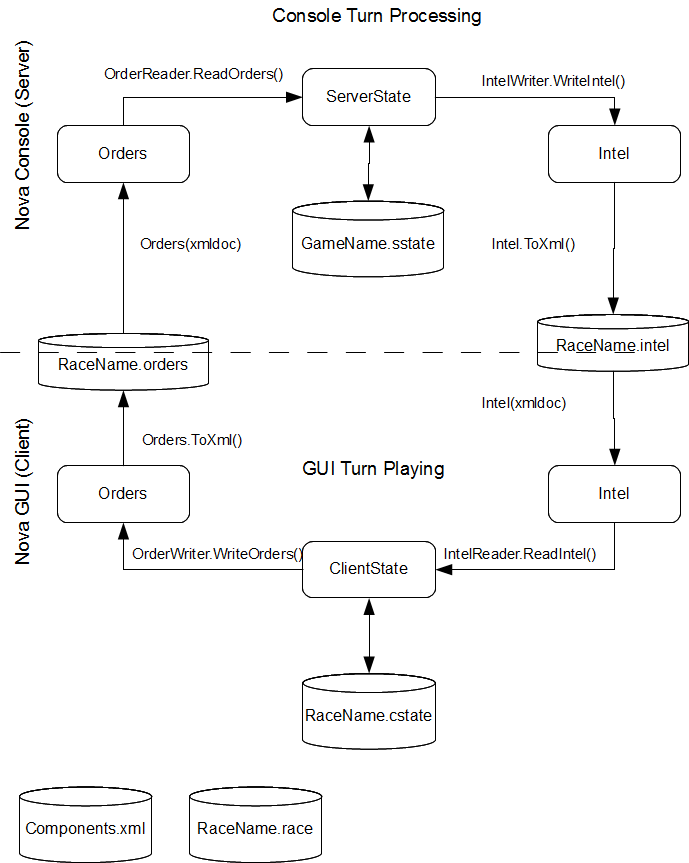 Console Turn Processing
Nova Console (Server)
OrderReader.ReadOrders()
ServerState
IntelWriter.WriteIntel()
Orders
Intel
Orders(xmldoc)
GameName.sstate
Intel.ToXml()
RaceName.orders
RaceName.intel
Nova GUI (Client)
Orders.ToXml()
Intel(xmldoc)
GUI Turn Playing
Orders
Intel
OrderWriter.WriteOrders()
ClientState
IntelReader.ReadIntel()
RaceName.cstate
Components.xml
RaceName.race